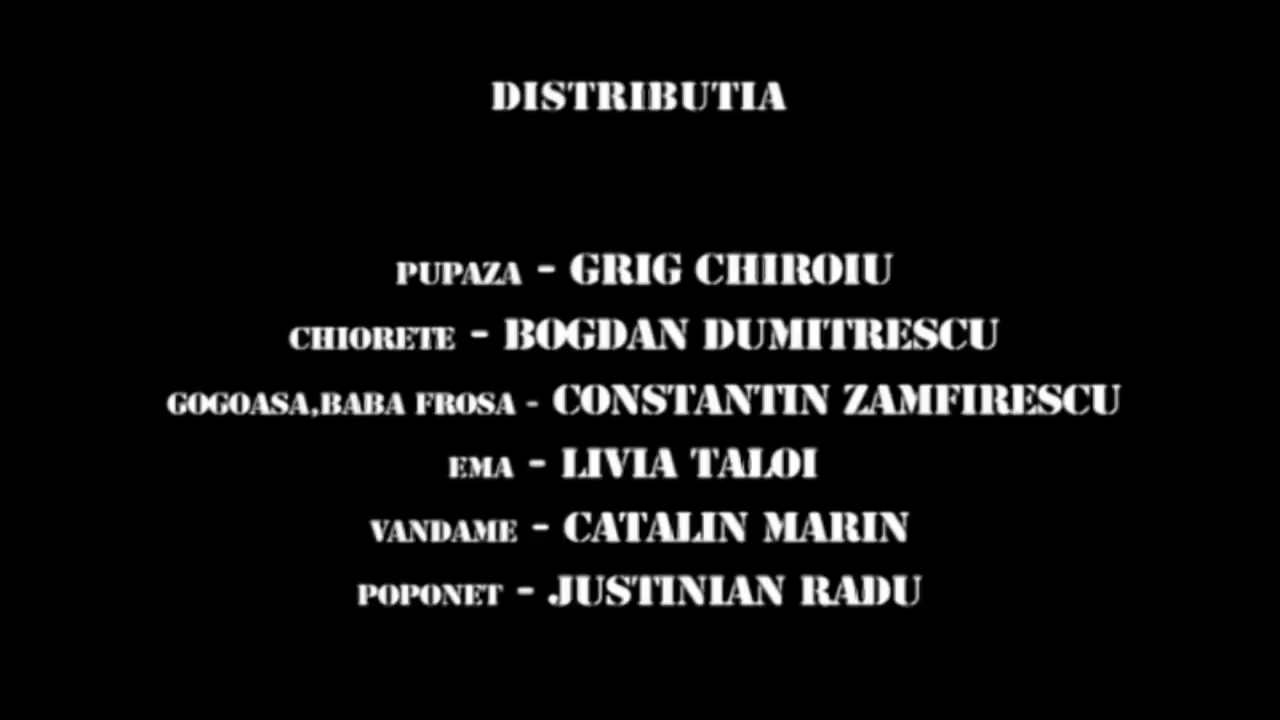 DISTRIBUTIA
PUPAZA - GRIG CHIROIU
CHIORETE - BOGDAN DUMITRESCU
GOGOASA,BABA FROSA - CONSTANTIN ZAMFIRESCU
EMA - LIVIA TALOI
VANDAME - CATALIN MARIN
POPONET - JUSTINIAN RADU